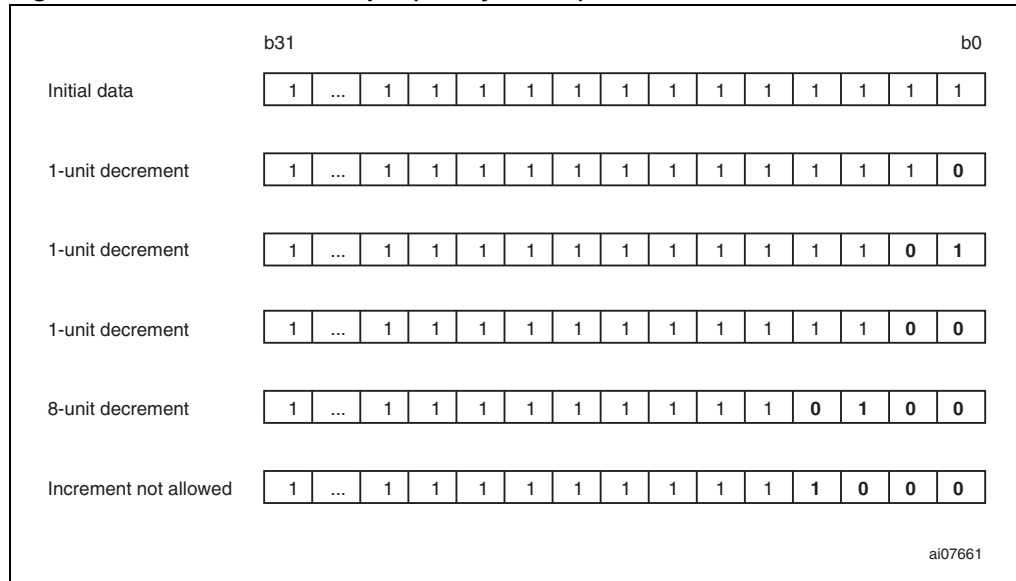 b31 b0
Initial data 1 ... 1 1 1 1 1 1 1 1 1 1 1 1 1
1-unit decrement 1 ... 1 1 1 1 1 1 1 1 1 1 1 1 0
1-unit decrement 1 ... 1 1 1 1 1 1 1 1 1 1 1 0 1
1-unit decrement 1 ... 1 1 1 1 1 1 1 1 1 1 1 0 0
8-unit decrement 1 ... 1 1 1 1 1 1 1 1 1 0 1 0 0
Increment not allowed 1 ... 1 1 1 1 1 1 1 1 1 1 0 0 0
ai07661